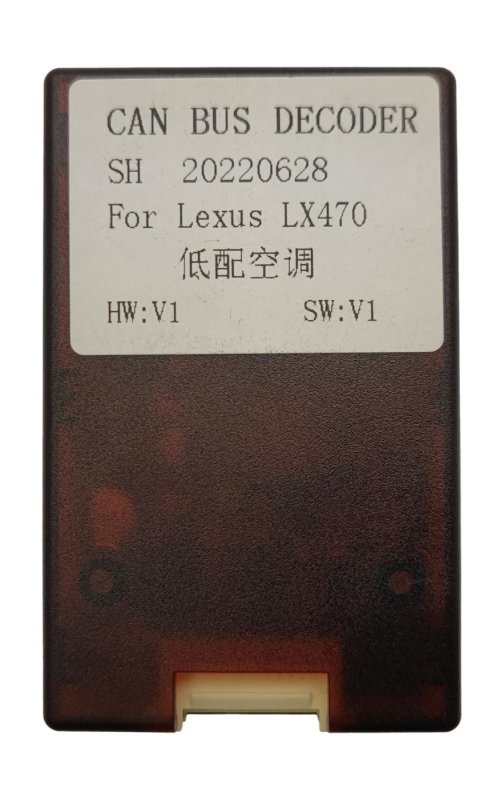 CAN BUS DECODER
SH 20220628
For Lexus LX470
低配空调
HW:V1 SW:V1